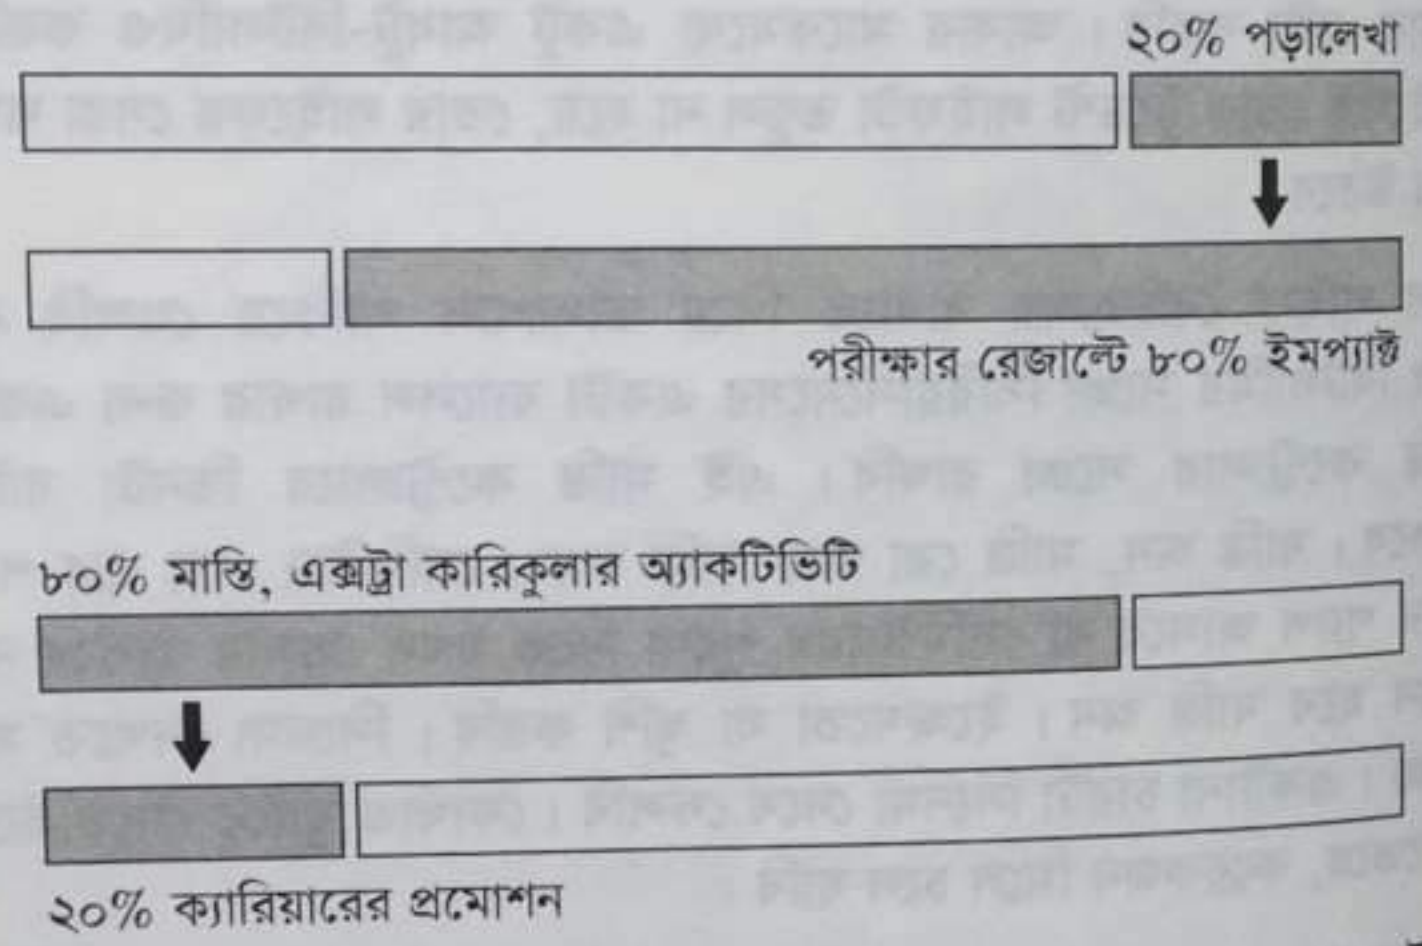 ২০% পড়ালেখা
পরীক্ষার রেজাল্টে ৮০% ইমপ্যাক্ট
৮০% মাস্তি, এক্সট্রা কারিকুলার অ্যাকটিভিটি
২০% ক্যারিয়ারের প্রমোশন